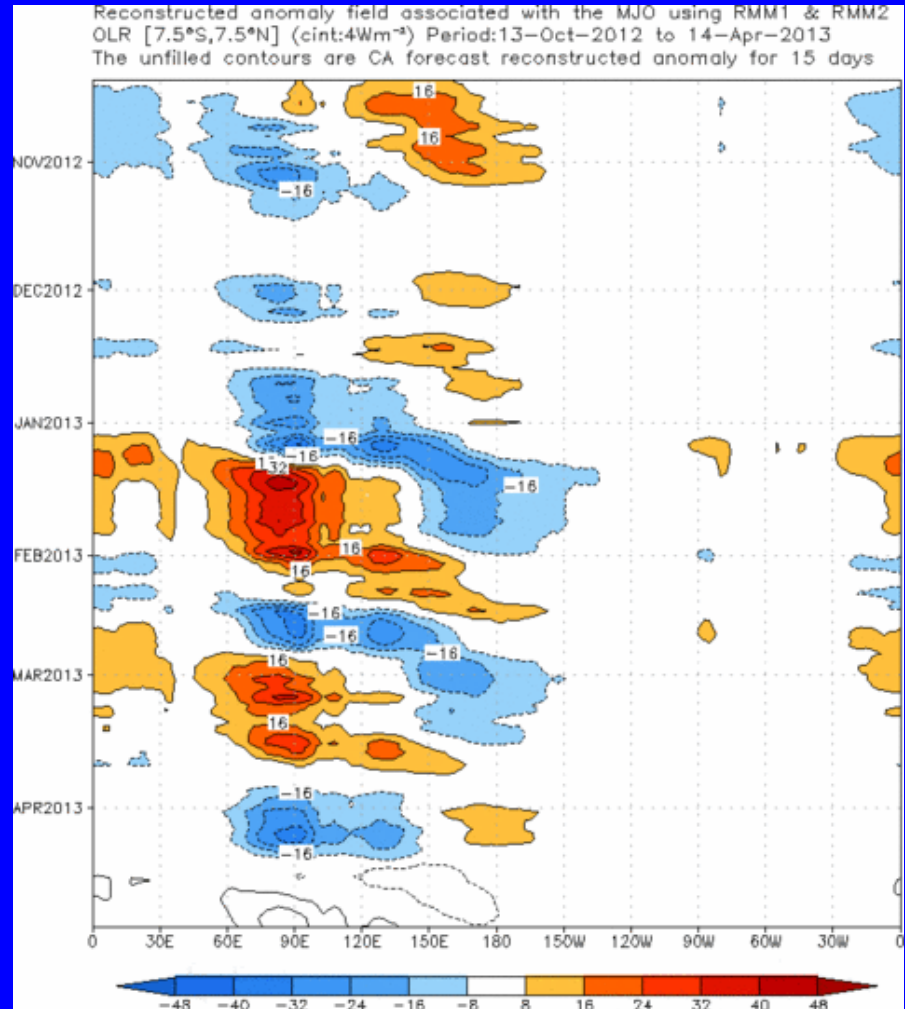 Reconstructed anomaly field associated with the MJO using RMM1 & RMM2
OLR [7.5°S,7.5°N] (cint:4Wm⁻²) Period:13-Oct-2012 to 14-Apr-2013
The unfilled contours are CA forecast reconstructed anomaly for 15 days
16
16
NOV2012
-16
DEC2012
JAN2013
-16
-16
32
-16
FEB2013
16
16
-16
-16
-16
16
MAR2013
16
-16
APR2013
-16
0 30E 60E 90E 120E 150E 180 150W 120W 90W 60W 30W 0
-48 -40 -32 -24 -16 -8 8 16 24 32 40 48